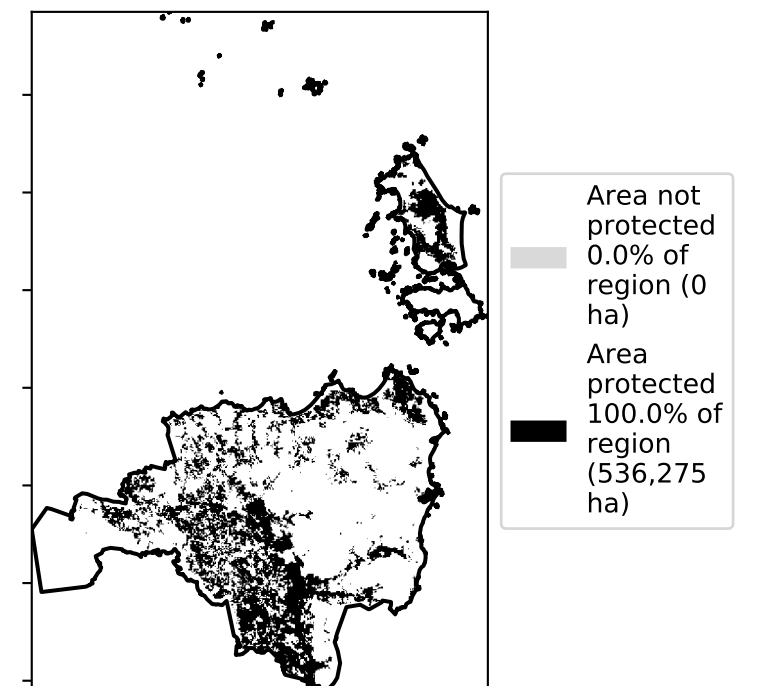 Area not
protected
0.0% of
region (0
ha)
Area
protected
100.0% of
region
(536,275
ha)